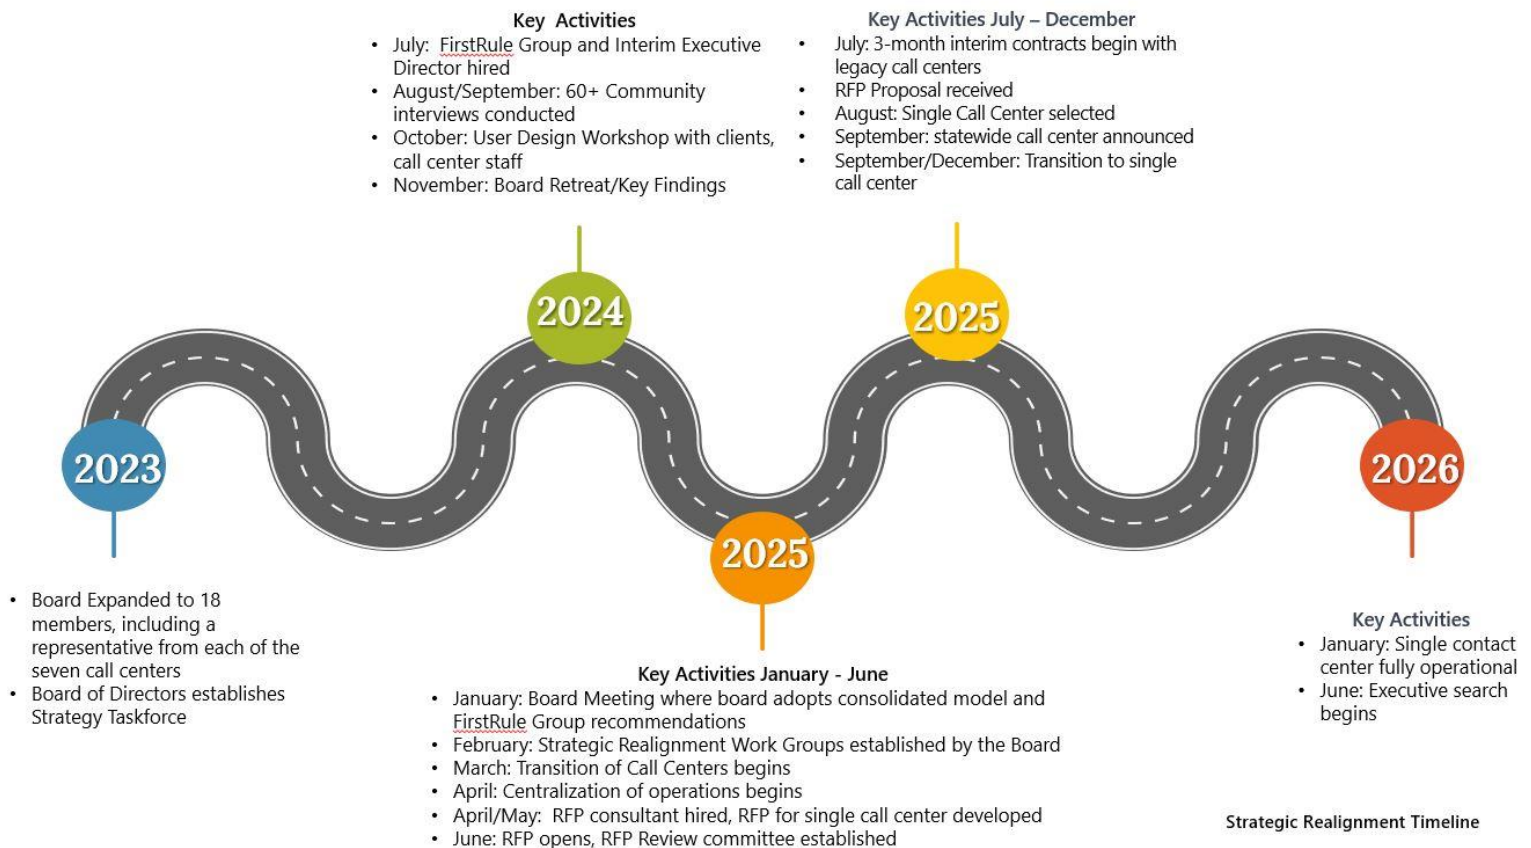 Key  Activities
• July:  FirstRule Group and Interim Executive
Director hired
• August/September: 60+ Community
interviews conducted
• October: User Design Workshop with clients,
call center staff
• November: Board Retreat/Key Findings
Key Activities July – December
• July: 3-month interim contracts begin with
legacy call centers
• RFP Proposal received
• August: Single Call Center selected
• September: statewide call center announced
• September/December: Transition to single
call center
2023
2024
2025
2025
2026
• Board Expanded to 18
members, including a
representative from each of the
seven call centers
• Board of Directors establishes
Strategy Taskforce
Key Activities January - June
• January: Board Meeting where board adopts consolidated model and
FirstRule Group recommendations
• February: Strategic Realignment Work Groups established by the Board
• March: Transition of Call Centers begins
• April: Centralization of operations begins
• April/May:  RFP consultant hired, RFP for single call center developed
• June: RFP opens, RFP Review committee established
Key Activities
• January: Single contact
center fully operational
• June: Executive search
begins
Strategic Realignment Timeline